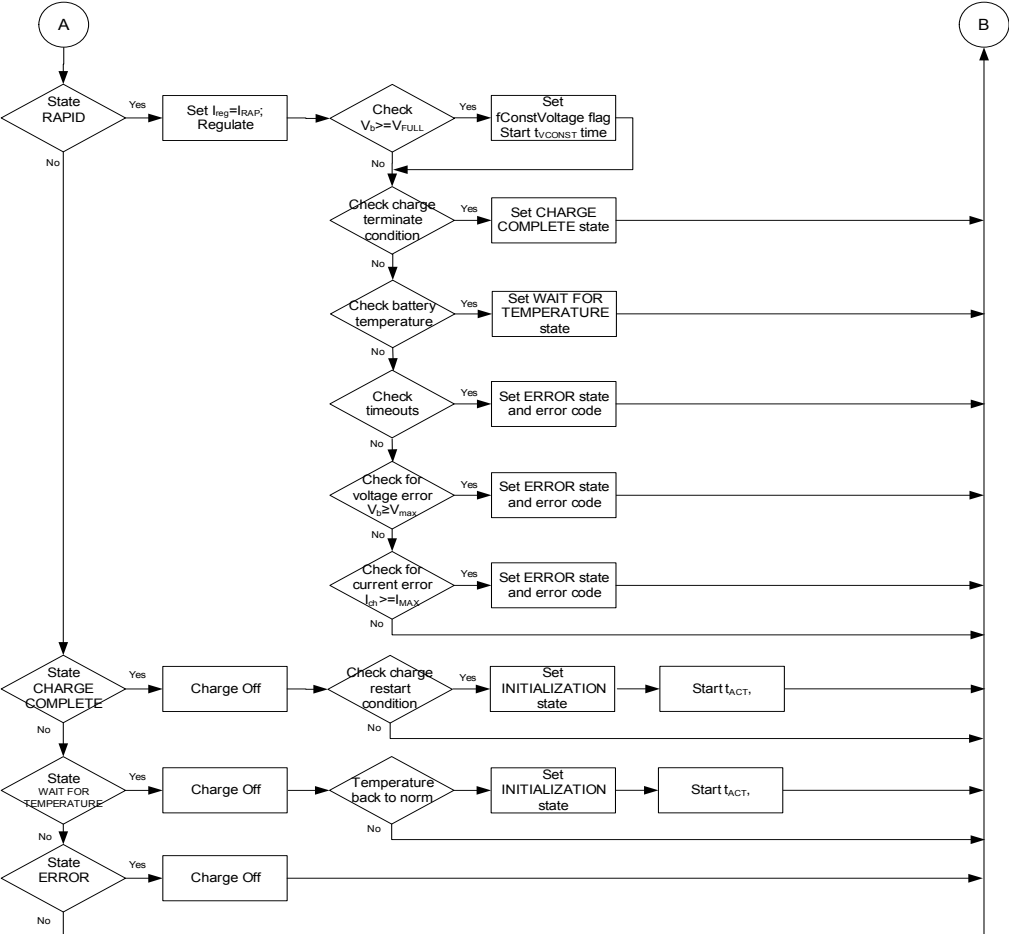 A
B
State
RAPID
Yes
Set Ireg=IRAP;
Regulate
Check
Vb>=VFULL
Yes
Set
fConstVoltage flag
Start tVCONST time
No
No
Check charge
terminate
condition
Yes
Set CHARGE
COMPLETE state
No
Check battery
temperature
Yes
Set WAIT FOR
TEMPERATURE
state
No
Check
timeouts
Yes
Set ERROR state
and error code
No
Check for
voltage error
Vb≥Vmax
Yes
Set ERROR state
and error code
No
Check for
current error
Ich>=IMAX
Yes
Set ERROR state
and error code
No
State
CHARGE
COMPLETE
Yes
Charge Off
Check charge
restart
condition
Yes
Set
INITIALIZATION
state
Start tACT,
No
No
State
WAIT FOR
TEMPERATURE
Yes
Charge Off
Temperature
back to norm
Yes
Set
INITIALIZATION
state
Start tACT,
No
No
State
ERROR
Yes
Charge Off
No